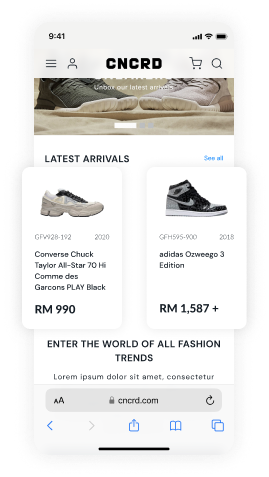 9:41
CNCRD
Unbox our latest arrivals
LATEST ARRIVALS
See all
GFV928-192
2020
Converse Chuck
Taylor All-Star 70 Hi
Comme des
Garcons PLAY Black
RM 990
GFH595-900
2018
adidas Ozweego 3
Edition
RM 1,587 +
ENTER THE WORLD OF ALL FASHION
TRENDS
Lorem ipsum dolor sit amet, consectetur
AA
cncrd.com